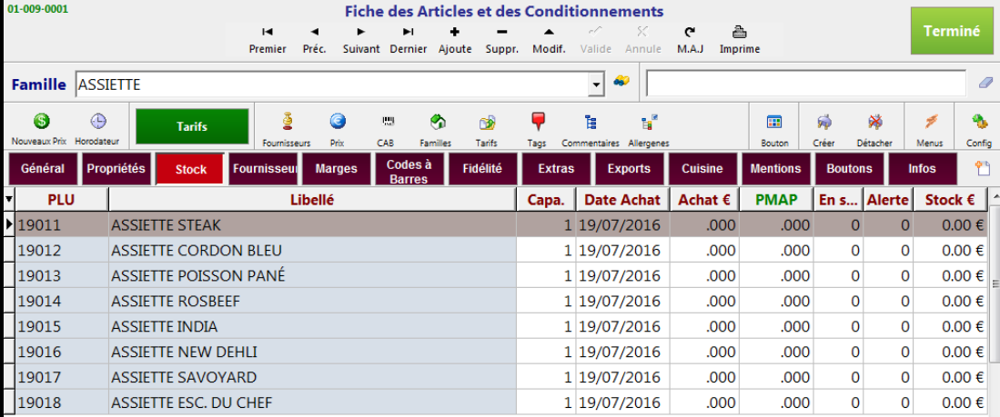 01-009-0001
Fiche des Articles et des Conditionnements
Premier Préc. Suivant Dernier Ajoute Suppr. Modif. Valide Annule M.A.J Imprime
Terminé
Famille ASSIETTE
Tarifs
Nouveaux Prix Horodateur Fournisseurs Prix CAB Familles Tarifs Tags Commentaires Allergenes Bouton Créer Détacher Menus Config
Général Propriétés Stock Fournisseu Marges Codes à Barres Fidélité Extras Exports Cuisine Mentions Boutons Infos
PLU Libellé Capa. Date Achat Achat € PMAP En s... Alerte Stock €
19011 ASSIETTE STEAK 1 19/07/2016 .000 .000 0 0 0.00 €
19012 ASSIETTE CORDON BLEU 1 19/07/2016 .000 .000 0 0 0.00 €
19013 ASSIETTE POISSON PANÉ 1 19/07/2016 .000 .000 0 0 0.00 €
19014 ASSIETTE ROSBEEF 1 19/07/2016 .000 .000 0 0 0.00 €
19015 ASSIETTE INDIA 1 19/07/2016 .000 .000 0 0 0.00 €
19016 ASSIETTE NEW DEHLI 1 19/07/2016 .000 .000 0 0 0.00 €
19017 ASSIETTE SAVOYARD 1 19/07/2016 .000 .000 0 0 0.00 €
19018 ASSIETTE ESC. DU CHEF 1 19/07/2016 .000 .000 0 0 0.00 €